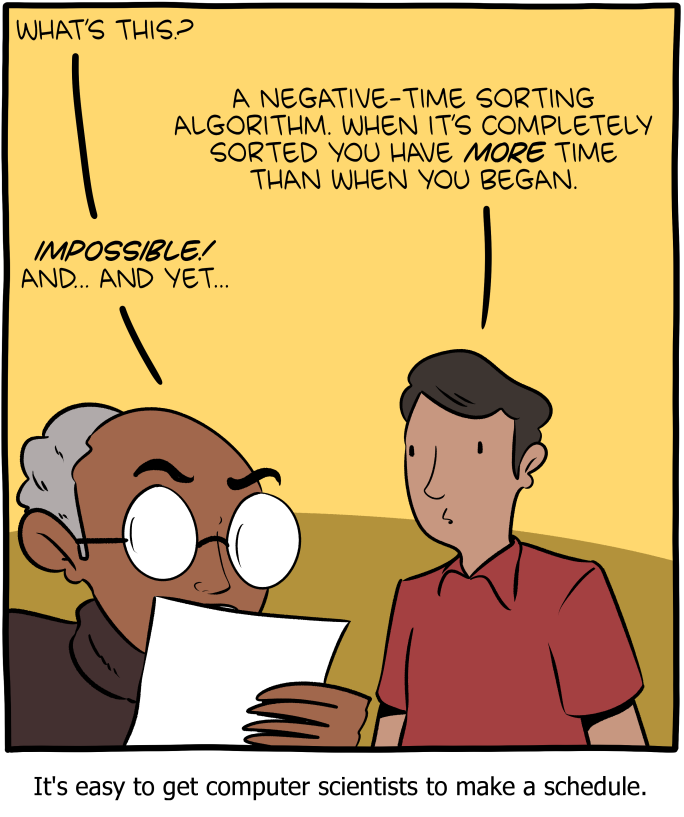 WHAT'S THIS?
A NEGATIVE-TIME SORTING
ALGORITHM. WHEN IT'S COMPLETELY
SORTED YOU HAVE MORE TIME
THAN WHEN YOU BEGAN.
IMPOSSIBLE!
AND... AND YET...
It's easy to get computer scientists to make a schedule.